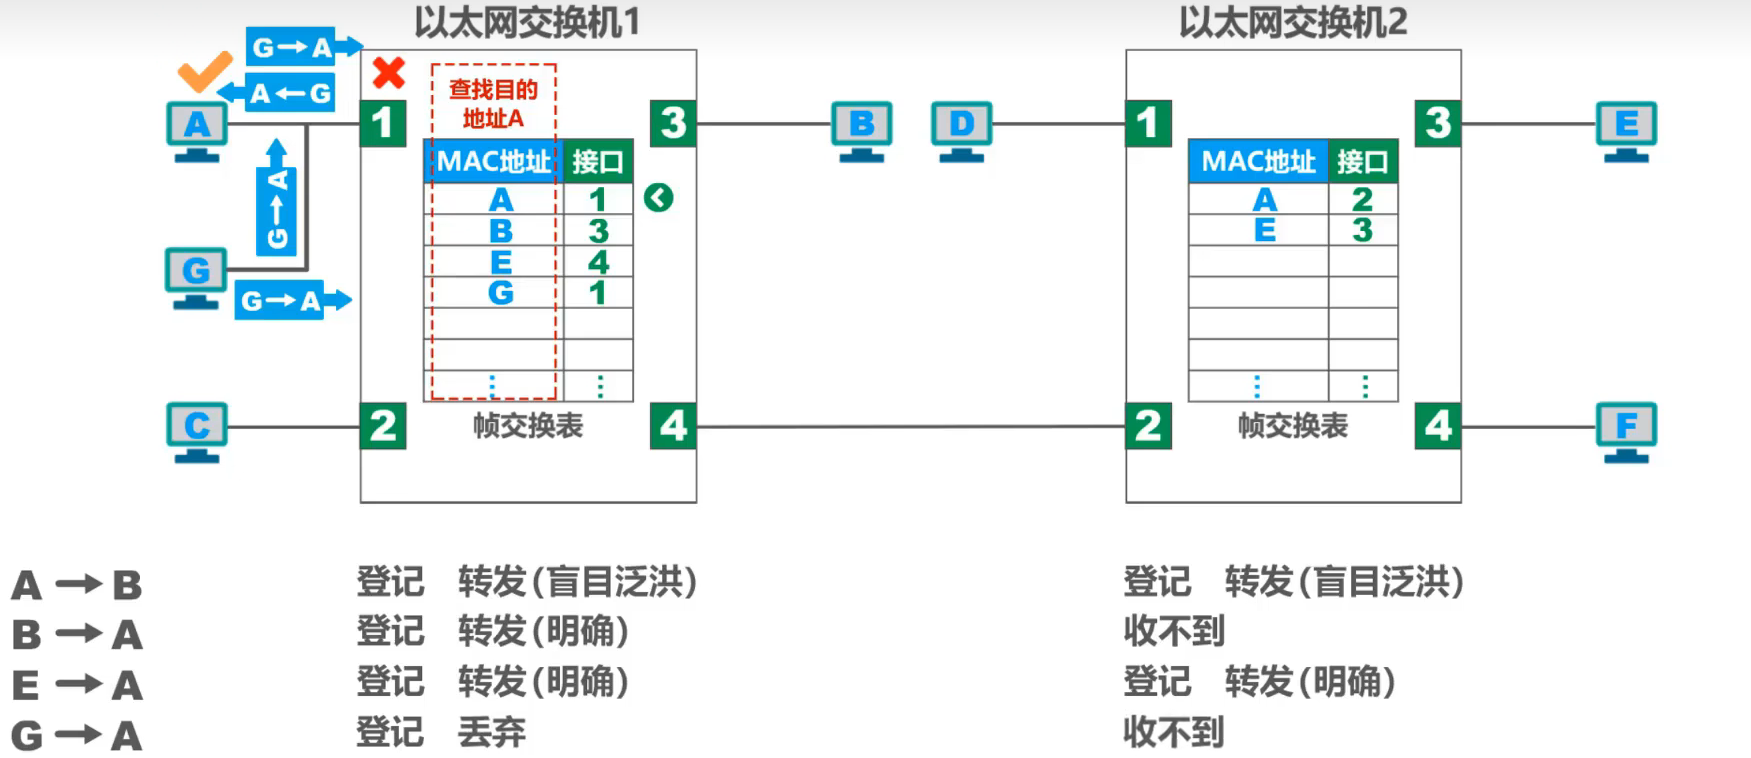 以太网交换机1
以太网交换机2
G→A
A←G
查找目的
地址A
A
1
3
B
D
1
3
E
MAC地址 接口
A 1
B 3
E 4
G 1
⋮ ⋮
帧交换表
MAC地址 接口
A 2
E 3
⋮ ⋮
帧交换表
G→A
G
G→A
C
2
4
2
4
F
A→B 登记 转发(盲目泛洪) 登记 转发(盲目泛洪)
B→A 登记 转发(明确) 收不到
E→A 登记 转发(明确) 登记 转发(明确)
G→A 登记 丢弃 收不到